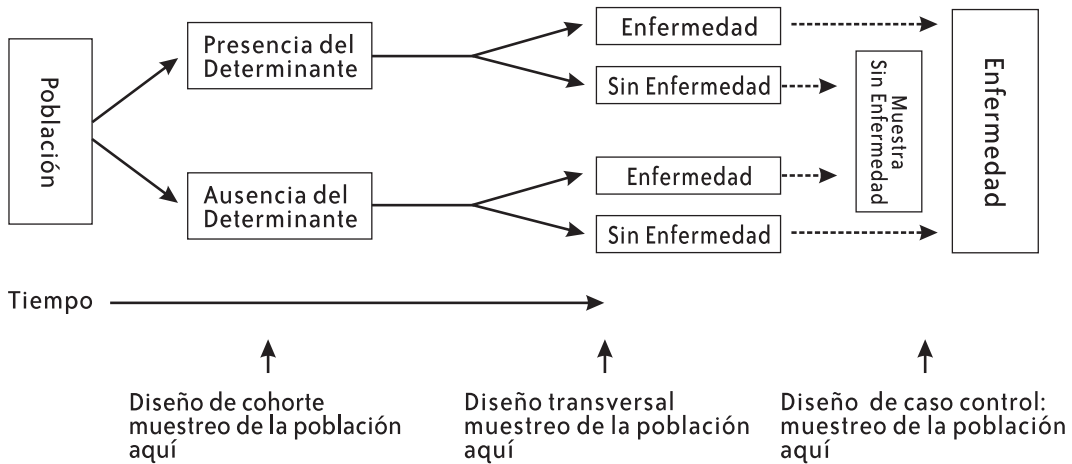 Población
Presencia del
Determinante
Ausencia del
Determinante
Enfermedad
Sin Enfermedad
Enfermedad
Sin Enfermedad
Muestra
Sin Enfermedad
Enfermedad
Tiempo
Diseño de cohorte
muestreo de la población
aquí
Diseño transversal
muestreo de la población
aquí
Diseño de caso control:
muestreo de la población
aquí